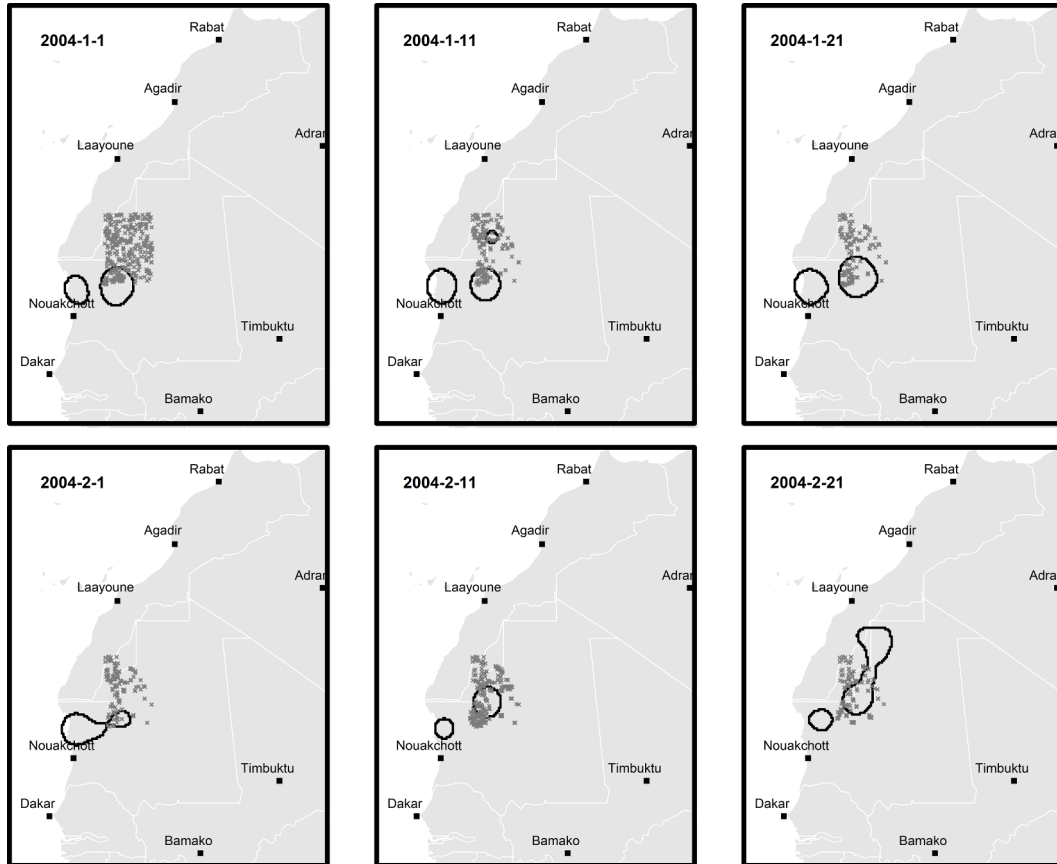 2004-1-1
Rabat
Agadir
Adrar
Laayoune
Nouakchott
Timbuktu
Dakar
Bamako
2004-1-11
Rabat
Agadir
Adrar
Laayoune
Nouakchott
Timbuktu
Dakar
Bamako
2004-1-21
Rabat
Agadir
Adra
Laayoune
Nouakchott
Timbuktu
Dakar
Bamako
2004-2-1
Rabat
Agadir
Adrar
Laayoune
Nouakchott
Timbuktu
Dakar
Bamako
2004-2-11
Rabat
Agadir
Adrar
Laayoune
Nouakchott
Timbuktu
Dakar
Bamako
2004-2-21
Rabat
Agadir
Adra
Laayoune
Nouakchott
Timbuktu
Dakar
Bamako